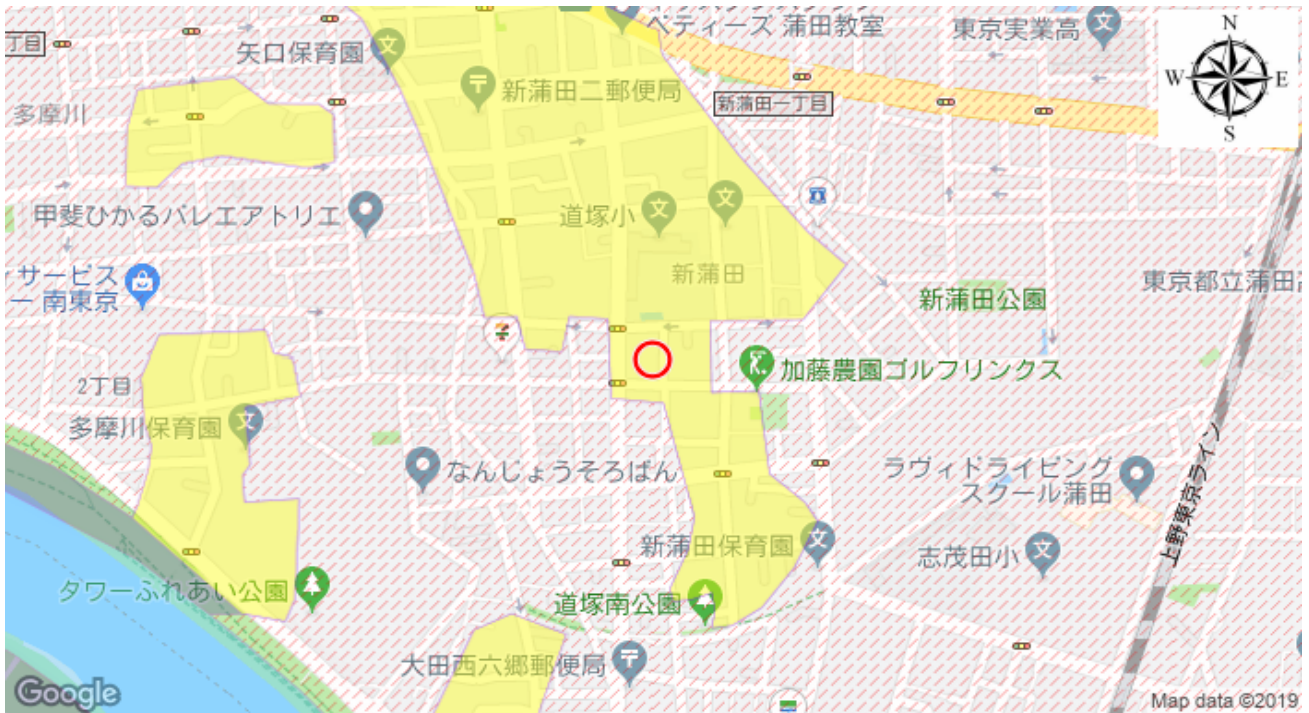 ベティーズ 蒲田教室
東京実業高
丁目
矢口保育園
新蒲田二郵便局
新蒲田一丁目
多摩川
N
W
E
S
甲斐ひかるバレエアトリエ
道塚小
新蒲田
サービス
ー 南東京
新蒲田公園
東京都立蒲田高
加藤農園ゴルフリンクス
2丁目
多摩川保育園
なんじょうそろばん
ラヴィドライビング
スクール蒲田
上野東京ライン
新蒲田保育園
志茂田小
タワーふれあい公園
道塚南公園
大田西六郷郵便局
Google
Map data ©2019